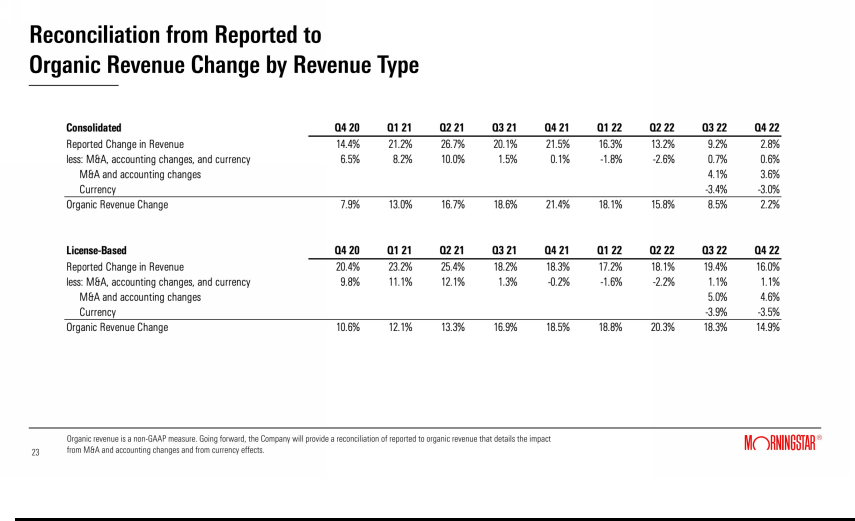 Reconciliation from Reported to
Organic Revenue Change by Revenue Type
Consolidated Q4 20 Q1 21 Q2 21 Q3 21 Q4 21 Q1 22 Q2 22 Q3 22 Q4 22
Reported Change in Revenue 14.4% 21.2% 26.7% 20.1% 21.5% 16.3% 13.2% 9.2% 2.8%
less: M&A, accounting changes, and currency 6.5% 8.2% 10.0% 1.5% 0.1% -1.8% -2.6% 0.7% 0.6%
M&A and accounting changes 4.1% 3.6%
Currency -3.4% -3.0%
Organic Revenue Change 7.9% 13.0% 16.7% 18.6% 21.4% 18.1% 15.8% 8.5% 2.2%
License-Based Q4 20 Q1 21 Q2 21 Q3 21 Q4 21 Q1 22 Q2 22 Q3 22 Q4 22
Reported Change in Revenue 20.4% 23.2% 25.4% 18.2% 18.3% 17.2% 18.1% 19.4% 16.0%
less: M&A, accounting changes, and currency 9.8% 11.1% 12.1% 1.3% -0.2% -1.6% -2.2% 1.1% 1.1%
M&A and accounting changes 5.0% 4.6%
Currency -3.9% -3.5%
Organic Revenue Change 10.6% 12.1% 13.3% 16.9% 18.5% 18.8% 20.3% 18.3% 14.9%
Organic revenue is a non-GAAP measure. Going forward, the Company will provide a reconciliation of reported to organic revenue that details the impact
from M&A and accounting changes and from currency effects.
23
MORNINGSTAR®